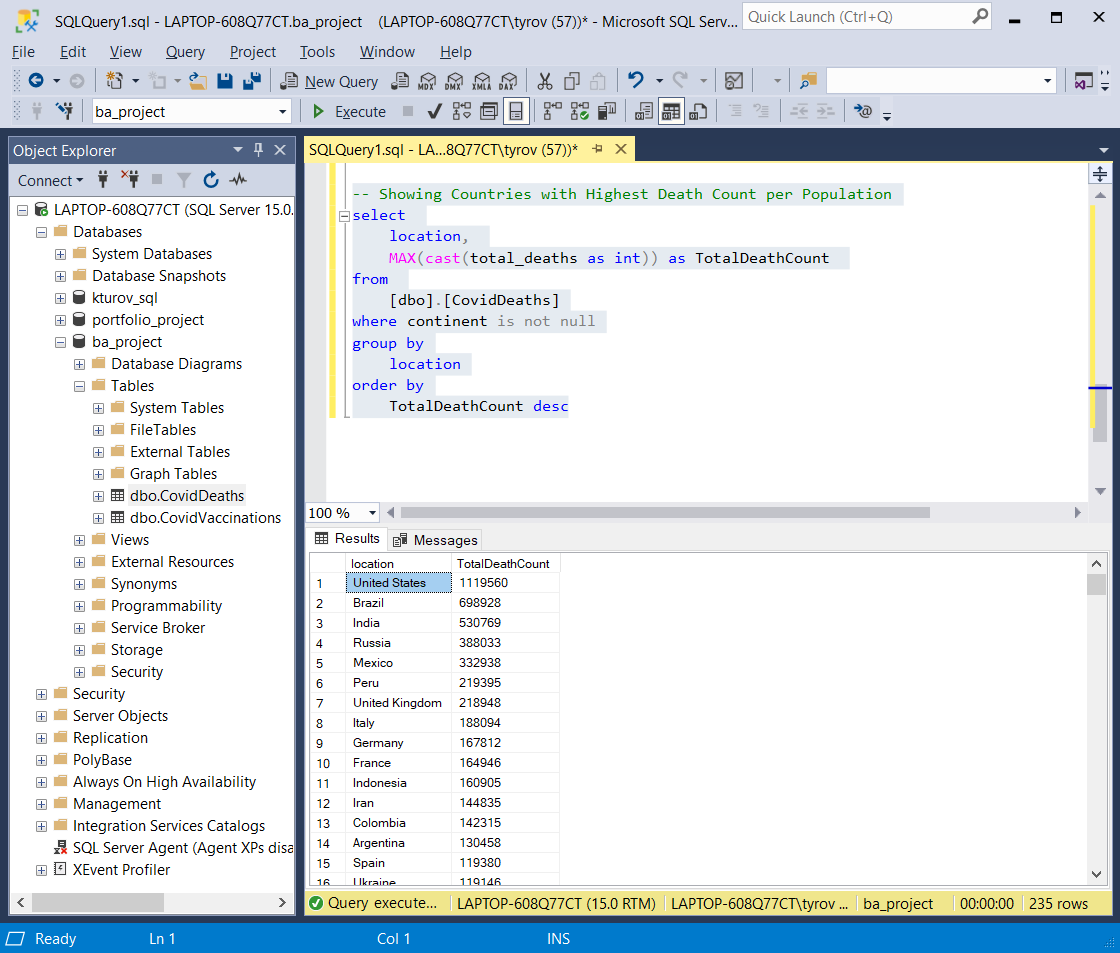 SQLQuery1.sql - LAPTOP-608Q77CT.ba_project (LAPTOP-608Q77CT\tyrov (57))* - Microsoft SQL Serv...
Quick Launch (Ctrl+Q)
File Edit View Query Project Tools Window Help
New Query MDX DMX XMLA DAX
ba_project Execute
Object Explorer
Connect
LAPTOP-608Q77CT (SQL Server 15.0.
Databases
System Databases
Database Snapshots
kturov_sql
portfolio_project
ba_project
Database Diagrams
Tables
System Tables
FileTables
External Tables
Graph Tables
dbo.CovidDeaths
dbo.CovidVaccinations
Views
External Resources
Synonyms
Programmability
Service Broker
Storage
Security
Security
Server Objects
Replication
PolyBase
Always On High Availability
Management
Integration Services Catalogs
SQL Server Agent (Agent XPs disa
XEvent Profiler
SQLQuery1.sql - LA...8Q77CT\tyrov (57))*
-- Showing Countries with Highest Death Count per Population
select
location,
MAX(cast(total_deaths as int)) as TotalDeathCount
from
[dbo].[CovidDeaths]
where continent is not null
group by
location
order by
TotalDeathCount desc
100 %
Results Messages
location TotalDeathCount
1 United States 1119560
2 Brazil 698928
3 India 530769
4 Russia 388033
5 Mexico 332938
6 Peru 219395
7 United Kingdom 218948
8 Italy 188094
9 Germany 167812
10 France 164946
11 Indonesia 160905
12 Iran 144835
13 Colombia 142315
14 Argentina 130458
15 Spain 119380
16 Ukraine 119146
Query execute... LAPTOP-608Q77CT (15.0 RTM) LAPTOP-608Q77CT\tyrov ... ba_project 00:00:00 235 rows
Ready Ln 1 Col 1 INS